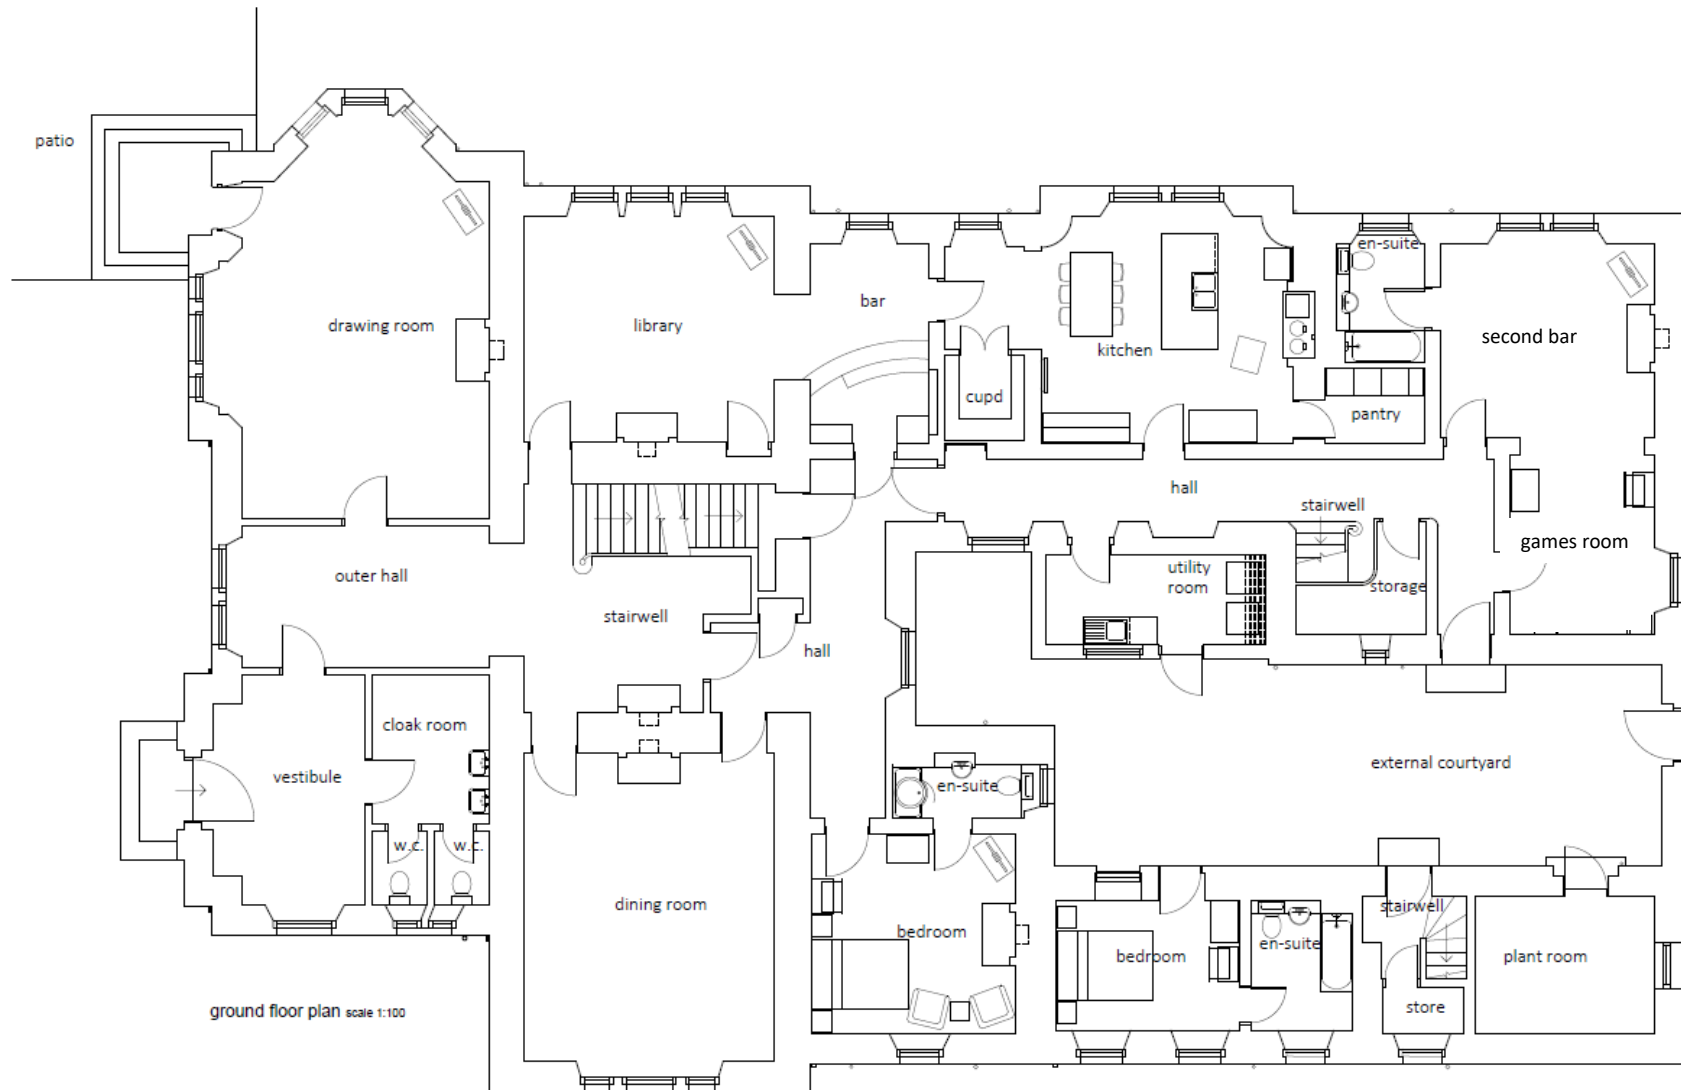 patio
en-suite
bar
drawing room
library
second bar
kitchen
cupd
pantry
hall
stairwell
games room
outer hall
utility
room
storage
stairwell
hall
cloak room
vestibule
external courtyard
en-suite
w.c.
w.c.
dining room
stairwell
bedroom
en-suite
bedroom
plant room
store
ground floor plan scale 1:100